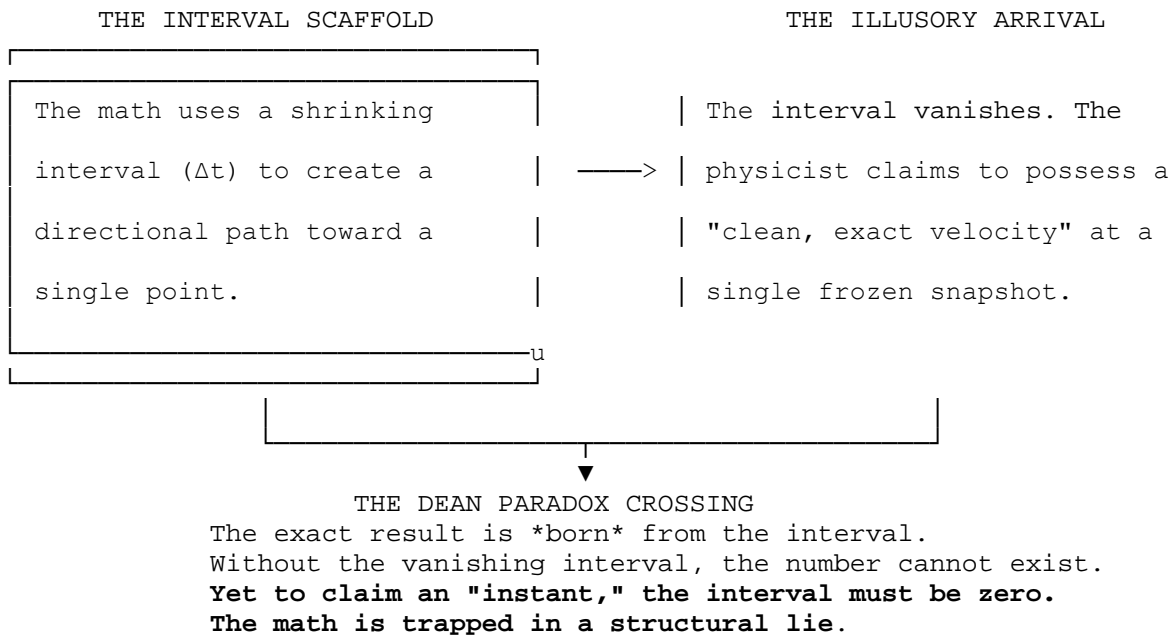 THE INTERVAL SCAFFOLD THE ILLUSORY ARRIVAL
The math uses a shrinking The interval vanishes. The
interval (Δt) to create a ────> physicist claims to possess a
directional path toward a "clean, exact velocity" at a
single point. single frozen snapshot.
u
▼
THE DEAN PARADOX CROSSING
The exact result is *born* from the interval.
Without the vanishing interval, the number cannot exist.
Yet to claim an "instant," the interval must be zero.
The math is trapped in a structural lie.